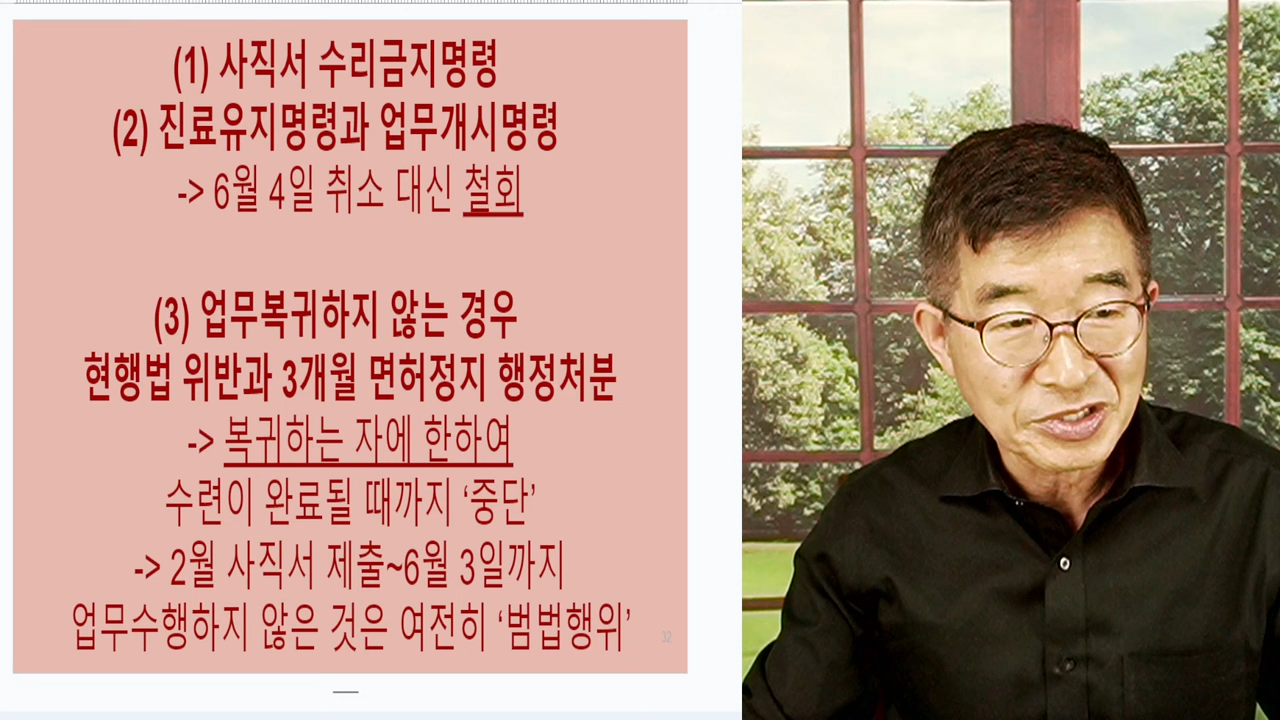 (1) 사직서 수리금지명령
(2) 진료유지명령과 업무개시명령
-> 6월 4일 취소 대신 철회
(3) 업무복귀하지 않는 경우
현행법 위반과 3개월 면허정지 행정처분
-> 복귀하는 자에 한하여
수련이 완료될 때까지 ‘중단’
-> 2월 사직서 제출~6월 3일까지
업무수행하지 않은 것은 여전히 ‘범법행위’
32